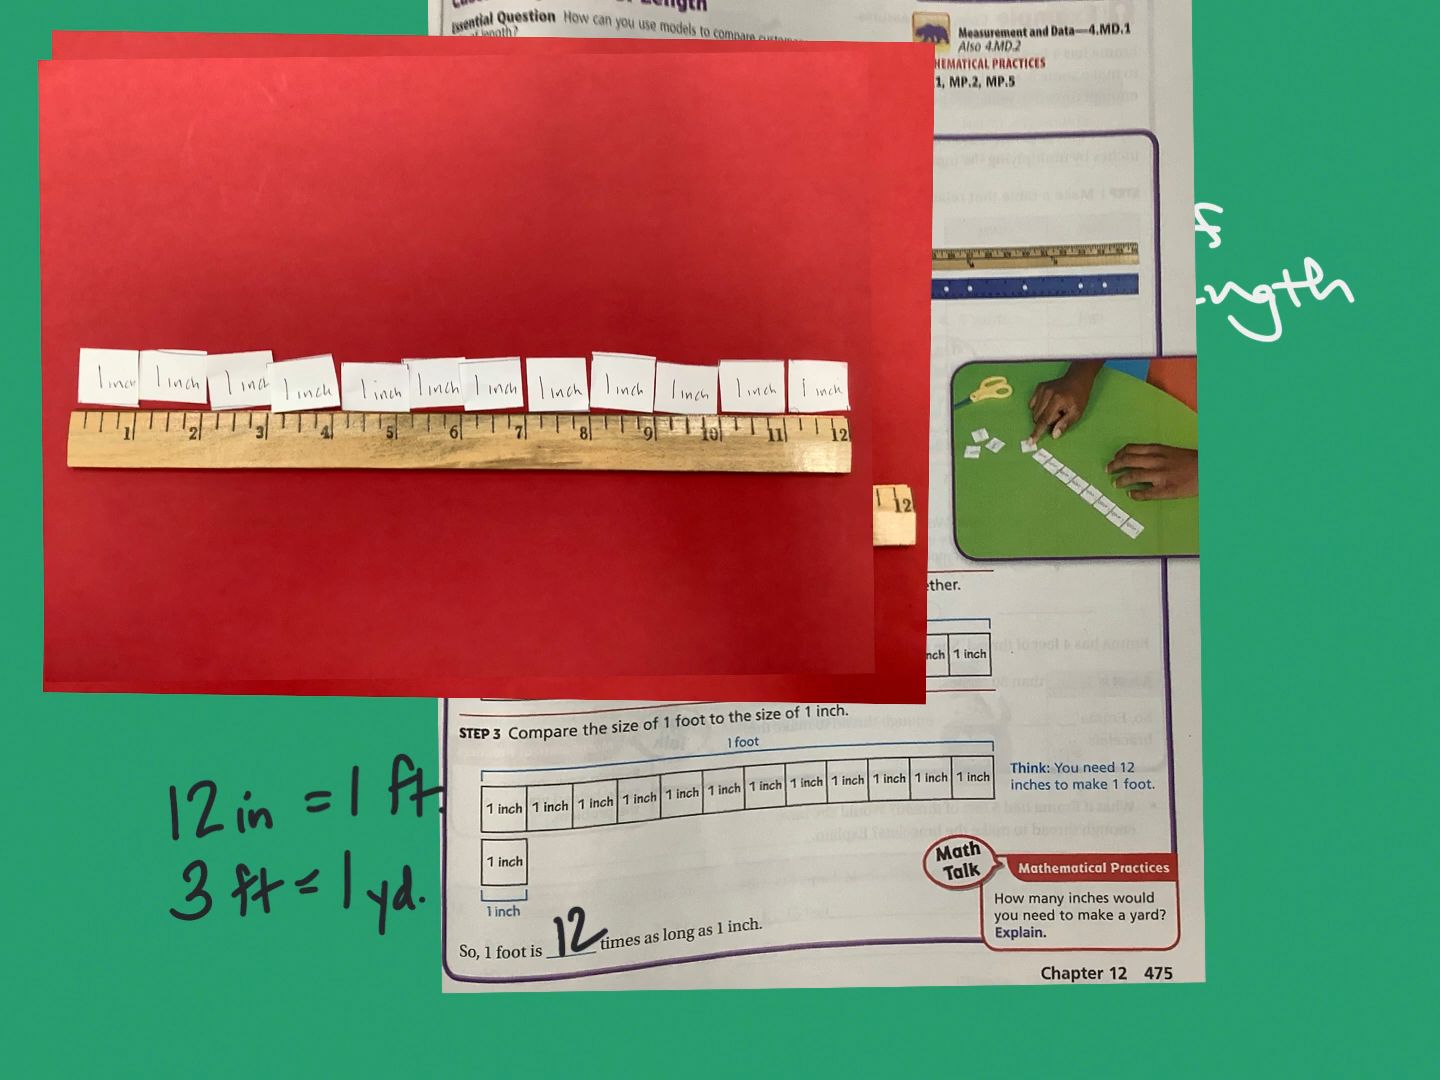 Length
Essential Question How can you use models to compare
length?
Measurement and Data—4.MD.1
Also 4.MD.2
MATHEMATICAL PRACTICES
1, MP.2, MP.5
ngth
1 inch 1 inch 1 inch 1 inch 1 inch 1 inch 1 inch 1 inch 1 inch 1 inch 1 inch 1 inch
1 2 3 4 5 6 7 8 9 10 11 12
12
ther.
nch 1 inch
STEP 3 Compare the size of 1 foot to the size of 1 inch.
1 foot
1 inch 1 inch 1 inch 1 inch 1 inch 1 inch 1 inch 1 inch 1 inch 1 inch 1 inch 1 inch
Think: You need 12
inches to make 1 foot.
12 in = 1 ft.
3 ft = 1 yd.
1 inch
1 inch
So, 1 foot is 12 times as long as 1 inch.
Math
Talk
Mathematical Practices
How many inches would
you need to make a yard?
Explain.
Chapter 12 475